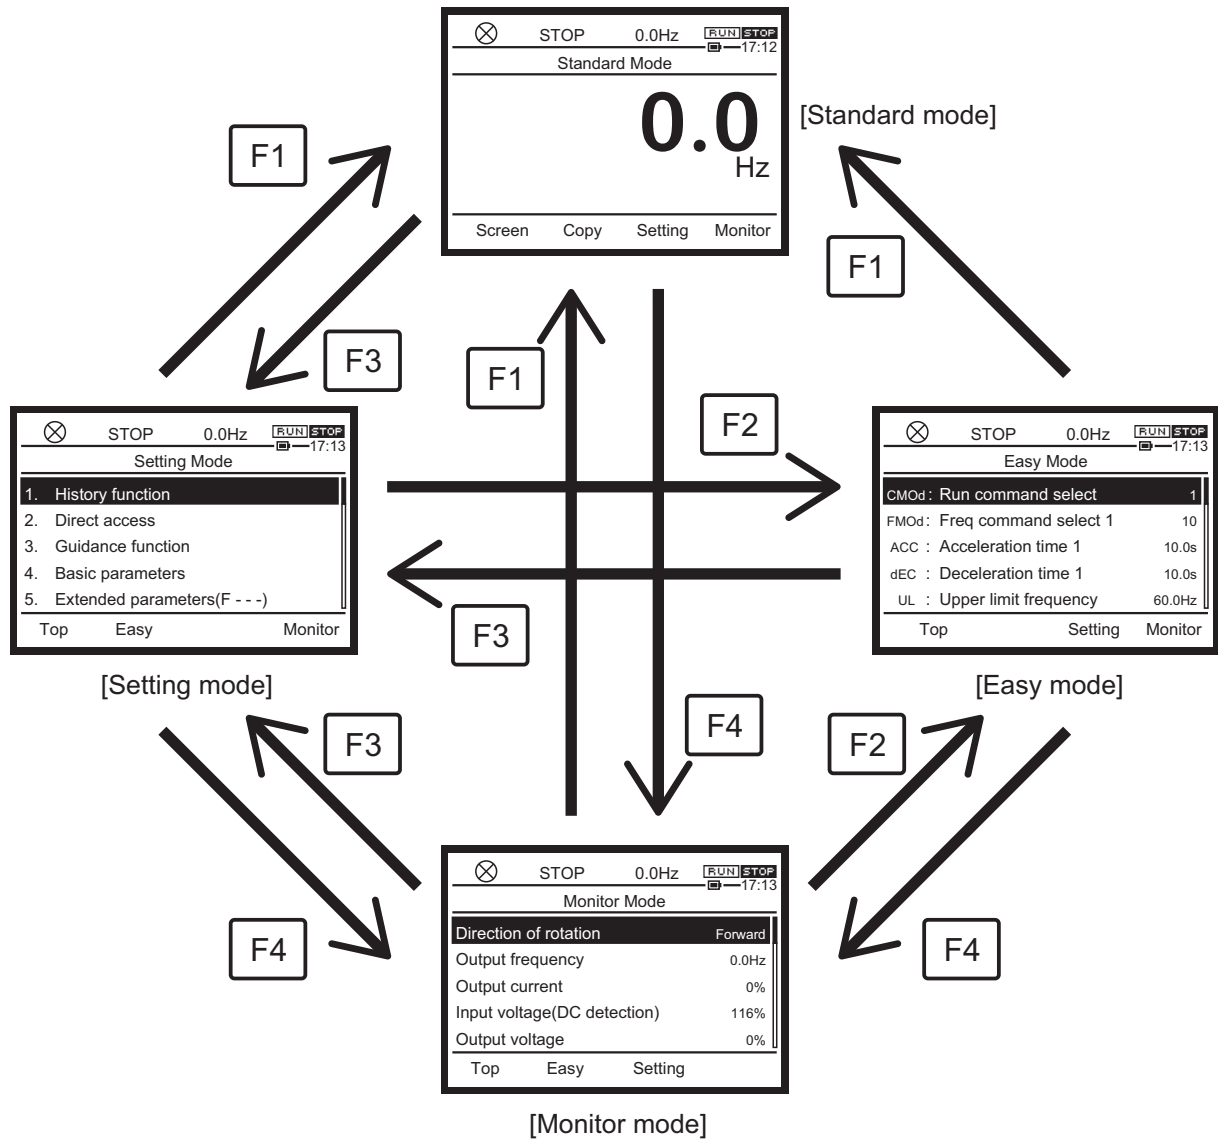 STOP 0.0Hz RUN STOP
17:12
Standard Mode
0.0
Hz
Screen Copy Setting Monitor
[Standard mode]
F1
F3
F1
F1
F2
STOP 0.0Hz RUN STOP
17:13
Setting Mode
1. History function
2. Direct access
3. Guidance function
4. Basic parameters
5. Extended parameters(F - - -)
Top Easy Monitor
[Setting mode]
STOP 0.0Hz RUN STOP
17:13
Easy Mode
CMOd : Run command select 1
FMOd : Freq command select 1 10
ACC : Acceleration time 1 10.0s
dEC : Deceleration time 1 10.0s
UL : Upper limit frequency 60.0Hz
Top Setting Monitor
[Easy mode]
F3
F3
F4
F2
F4
F4
STOP 0.0Hz RUN STOP
17:13
Monitor Mode
Direction of rotation Forward
Output frequency 0.0Hz
Output current 0%
Input voltage(DC detection) 116%
Output voltage 0%
Top Easy Setting
[Monitor mode]